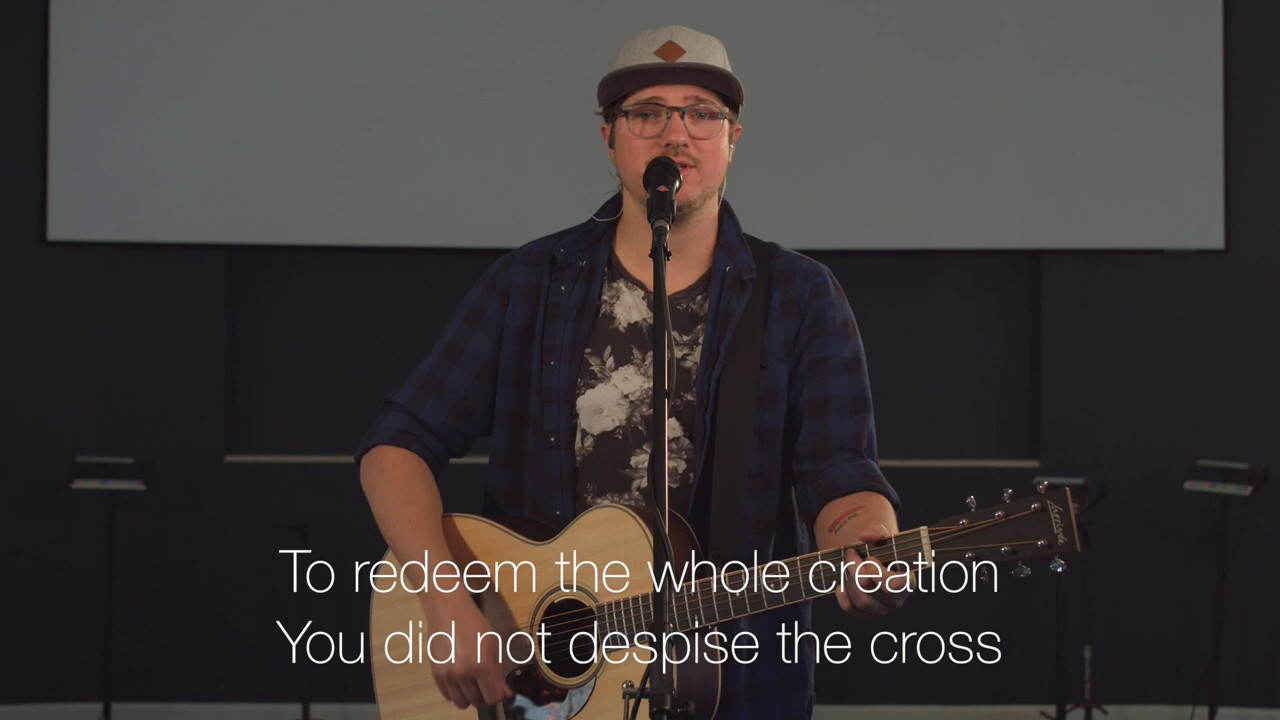 To redeem the whole creation
You did not despise the cross